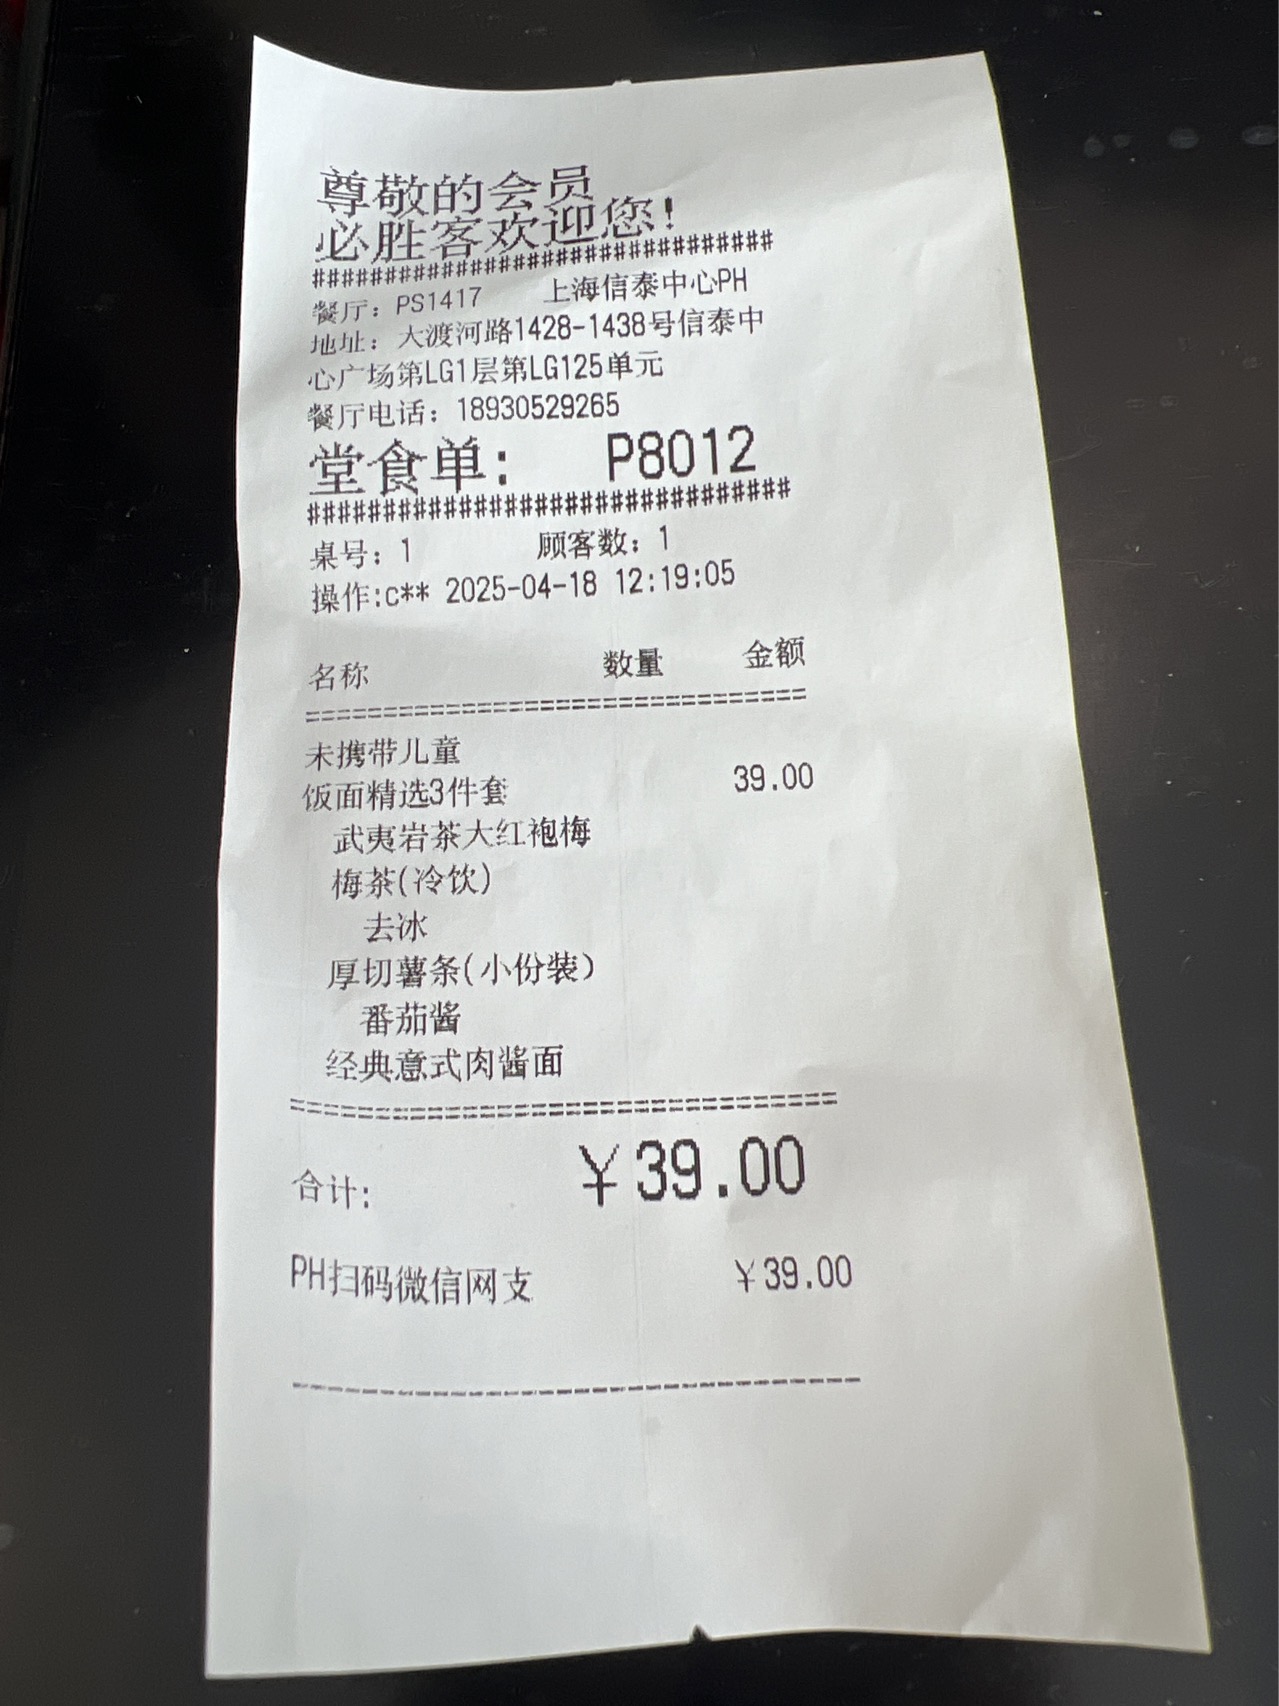 尊敬的会员
必胜客欢迎您!
################################
餐厅: PS1417 上海信泰中心PH
地址: 大渡河路1428-1438号信泰中
心广场第LG1层第LG125单元
餐厅电话: 18930529265
堂食单: P8012
################################
桌号: 1 顾客数: 1
操作:c** 2025-04-18 12:19:05
名称 数量 金额
================================
未携带儿童
饭面精选3件套 39.00
武夷岩茶大红袍梅
梅茶(冷饮)
去冰
厚切薯条(小份装)
番茄酱
经典意式肉酱面
================================
合计: ¥39.00
PH扫码微信网支 ¥39.00
--------------------------------